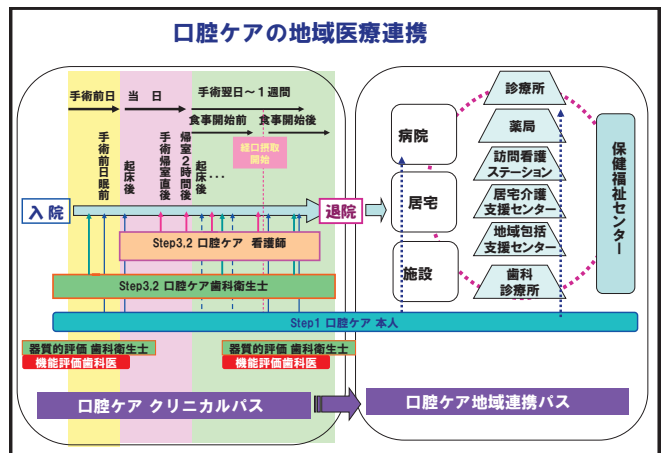 口腔ケアの地域医療連携
手術前日
当 日
手術翌日~1週間
食事開始前
食事開始後
経口摂取
開始
手術前日眠前
起床後
手術帰室直後
帰室2時間後
起床後・・・
入院
退院
Step3.2 口腔ケア 看護師
Step3.2 口腔ケア歯科衛生士
Step1 口腔ケア 本人
器質的評価 歯科衛生士
機能評価歯科医
器質的評価 歯科衛生士
機能評価歯科医
口腔ケア クリニカルパス
病院
居宅
施設
診療所
薬局
訪問看護
ステーション
居宅介護
支援センター
地域包括
支援センター
歯科
診療所
保健福祉センター
口腔ケア地域連携パス